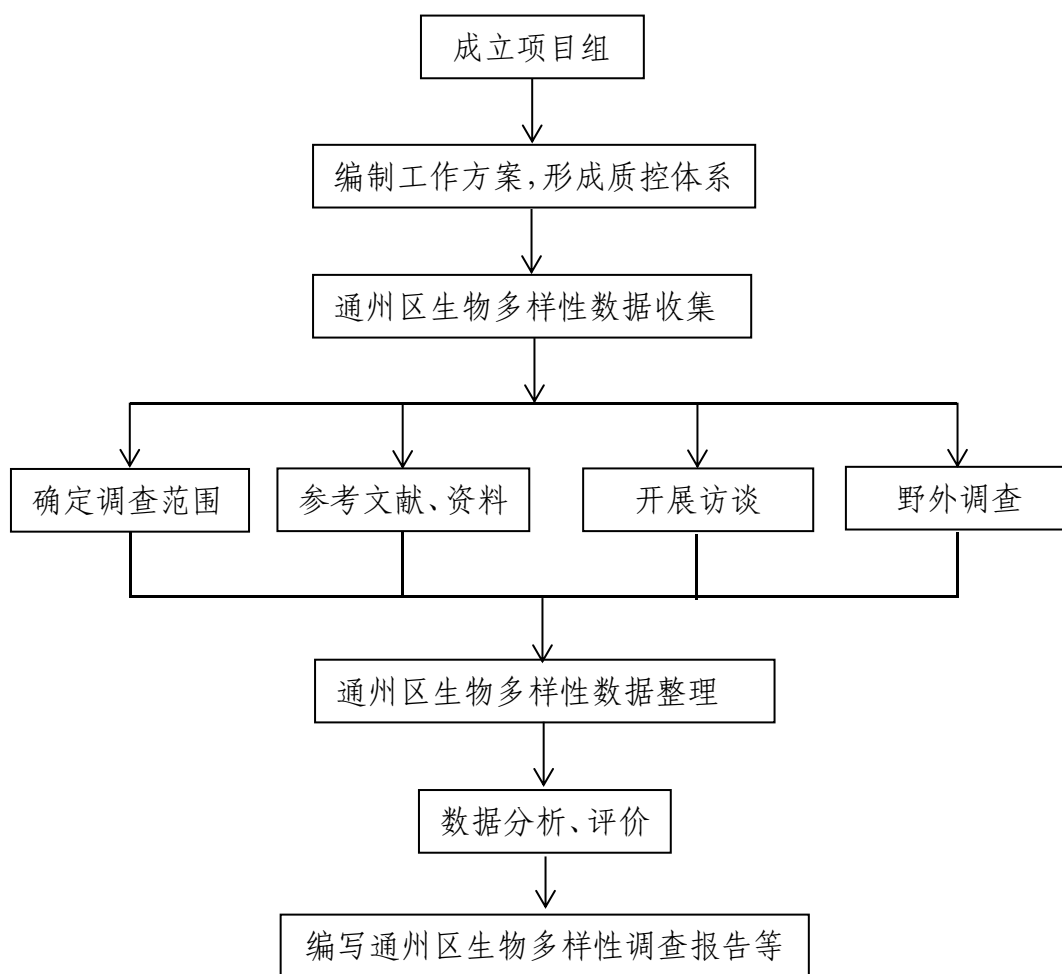 成立项目组
编制工作方案,形成质控体系
通州区生物多样性数据收集
确定调查范围
参考文献、资料
开展访谈
野外调查
通州区生物多样性数据整理
数据分析、评价
编写通州区生物多样性调查报告等